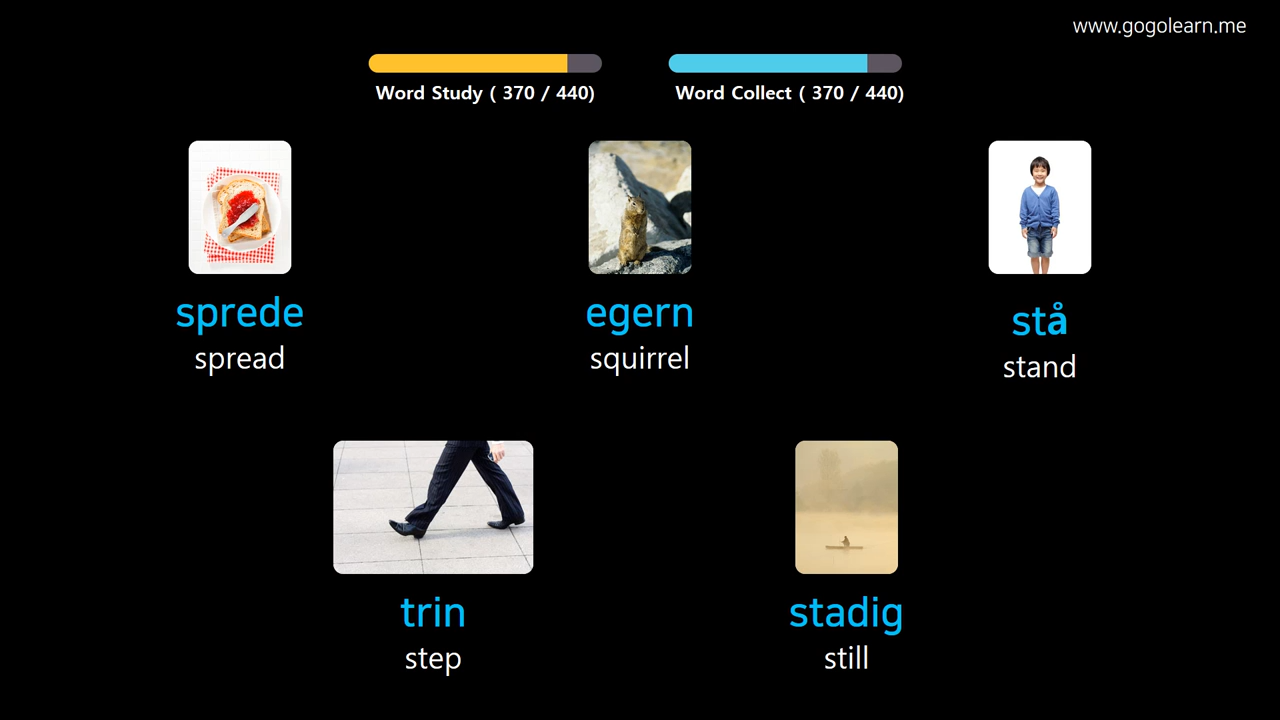 www.gogolearn.me
Word Study ( 370 / 440)
Word Collect ( 370 / 440)
sprede
spread
egern
squirrel
stå
stand
trin
step
stadig
still